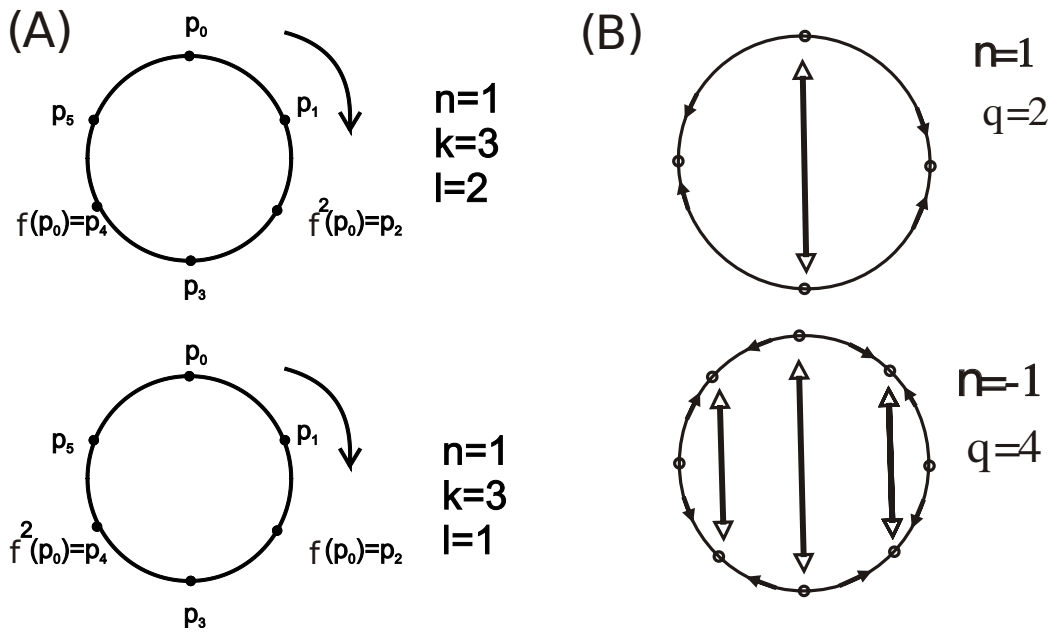 (A)
p₀
p₅
p₁
f(p₀)=p₄
f²(p₀)=p₂
p₃
n=1
k=3
l=2
p₀
p₅
p₁
f²(p₀)=p₄
f(p₀)=p₂
p₃
n=1
k=3
l=1
(B)
n=1
q=2
n=-1
q=4